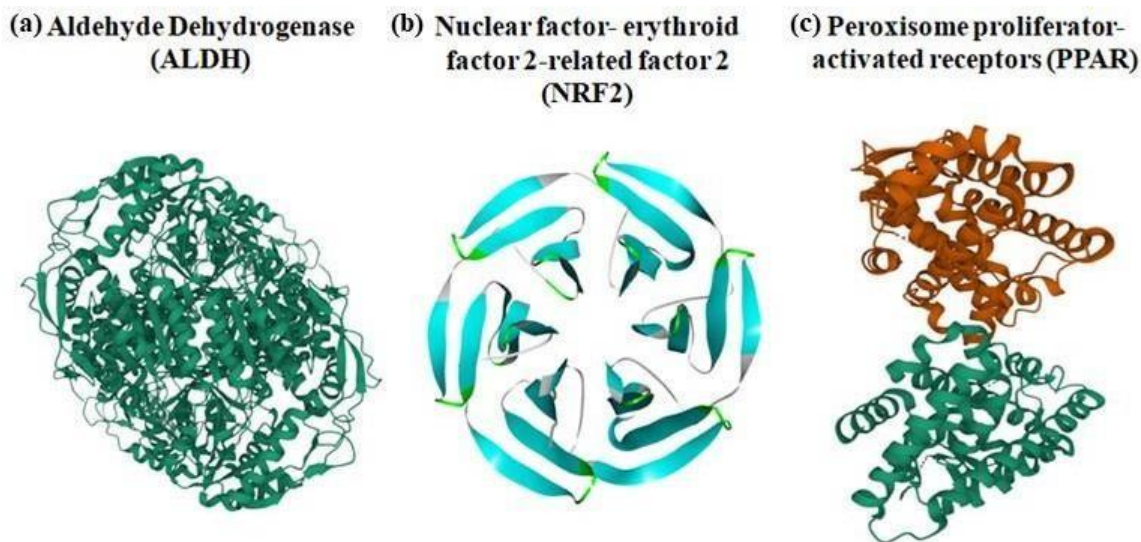 (a) Aldehyde Dehydrogenase
(ALDH)
(b) Nuclear factor- erythroid
factor 2-related factor 2
(NRF2)
(c) Peroxisome proliferator-
activated receptors (PPAR)